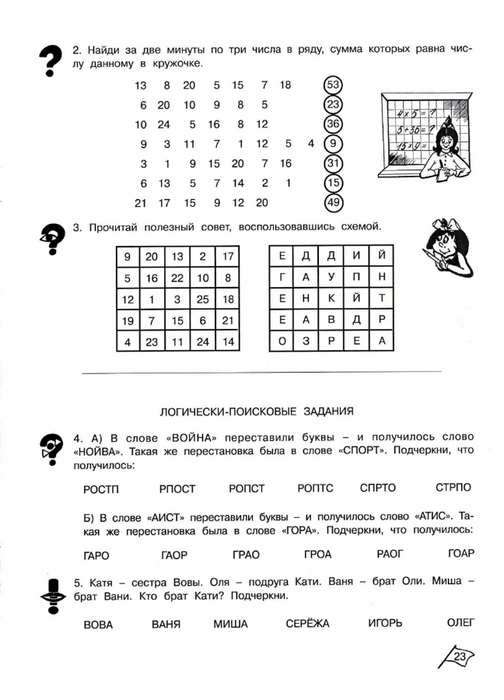 2. Найди за две минуты по три числа в ряду, сумма которых равна чис-
лу данному в кружочке.
13 8 20 5 15 7 18 53
6 20 10 9 8 5 23
10 24 5 16 8 12 36
9 3 11 7 1 12 5 4 9
3 1 9 15 20 7 16 31
6 13 5 7 14 2 1 15
21 17 15 9 12 20 49
4 × 5 = ?
5+36=?
3. Прочитай полезный совет, воспользовавшись схемой.
9 20 13 2 17 Е Д Д И Й
5 16 22 10 8 Г А У П Н
12 1 3 25 18 Е Н К Й Т
19 7 15 6 21 Е А В Д Р
4 23 11 24 14 О З Р Е А
ЛОГИЧЕСКИ-ПОИСКОВЫЕ ЗАДАНИЯ
4. А) В слове «ВОЙНА» переставили буквы – и получилось слово
«НОЙВА». Такая же перестановка была в слове «СПОРТ». Подчеркни, что
получилось:
РОСТП РПОСТ РОПСТ РОПТС СПРТО СТРПО
Б) В слове «АИСТ» переставили буквы – и получилось слово «АТИС». Та-
кая же перестановка была в слове «ГОРА». Подчеркни, что получилось:
ГАРО ГАОР ГРАО ГРОА РАОГ ГОАР
5. Катя – сестра Вовы. Оля – подруга Кати. Ваня – брат Оли. Миша –
брат Вани. Кто брат Кати? Подчеркни.
ВОВА ВАНЯ МИША СЕРЁЖА ИГОРЬ ОЛЕГ
23